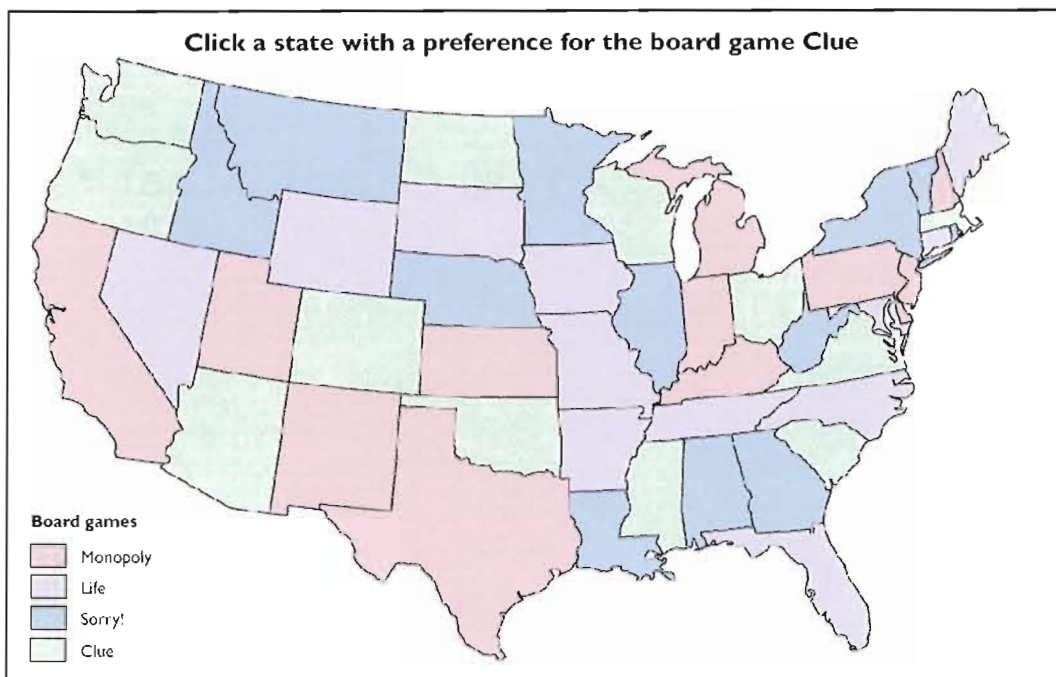 Click a state with a preference for the board game Clue
Board games
Monopoly
Life
Sorry!
Clue